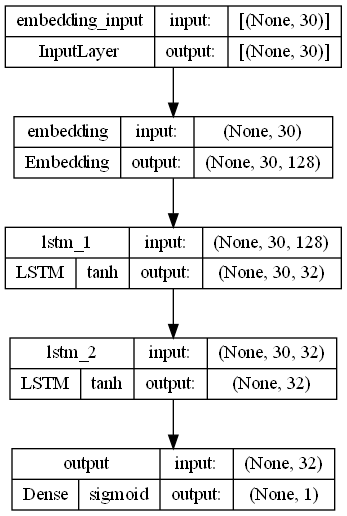 embedding_input input: [(None, 30)]
InputLayer output: [(None, 30)]
embedding input: (None, 30)
Embedding output: (None, 30, 128)
lstm_1 input: (None, 30, 128)
LSTM tanh output: (None, 30, 32)
lstm_2 input: (None, 30, 32)
LSTM tanh output: (None, 32)
output input: (None, 32)
Dense sigmoid output: (None, 1)